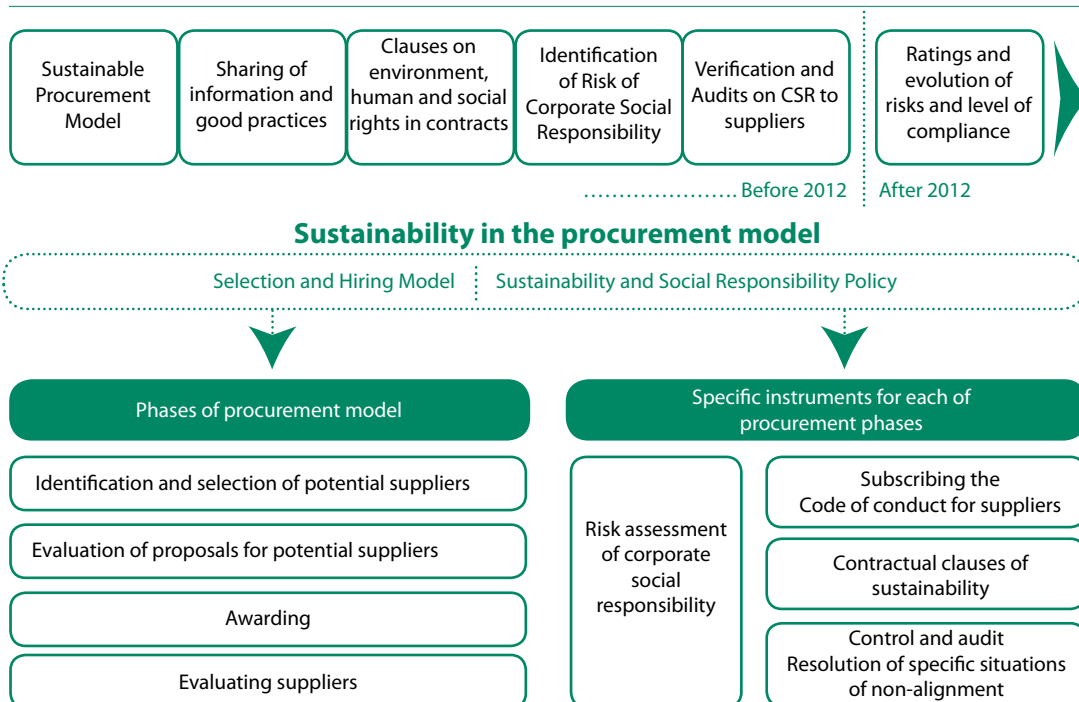 Sustainable
Procurement
Model
Sharing of
information and
good practices
Clauses on
environment,
human and social
rights in contracts
Identification
of Risk of
Corporate Social
Responsibility
Verification and
Audits on CSR to
suppliers
Ratings and
evolution of
risks and level of
compliance
....................... Before 2012
After 2012
Sustainability in the procurement model
Selection and Hiring Model
Sustainability and Social Responsibility Policy
Phases of procurement model
Identification and selection of potential suppliers
Evaluation of proposals for potential suppliers
Awarding
Evaluating suppliers
Specific instruments for each of
procurement phases
Risk assessment
of corporate
social
responsibility
Subscribing the
Code of conduct for suppliers
Contractual clauses of
sustainability
Control and audit
Resolution of specific situations
of non-alignment